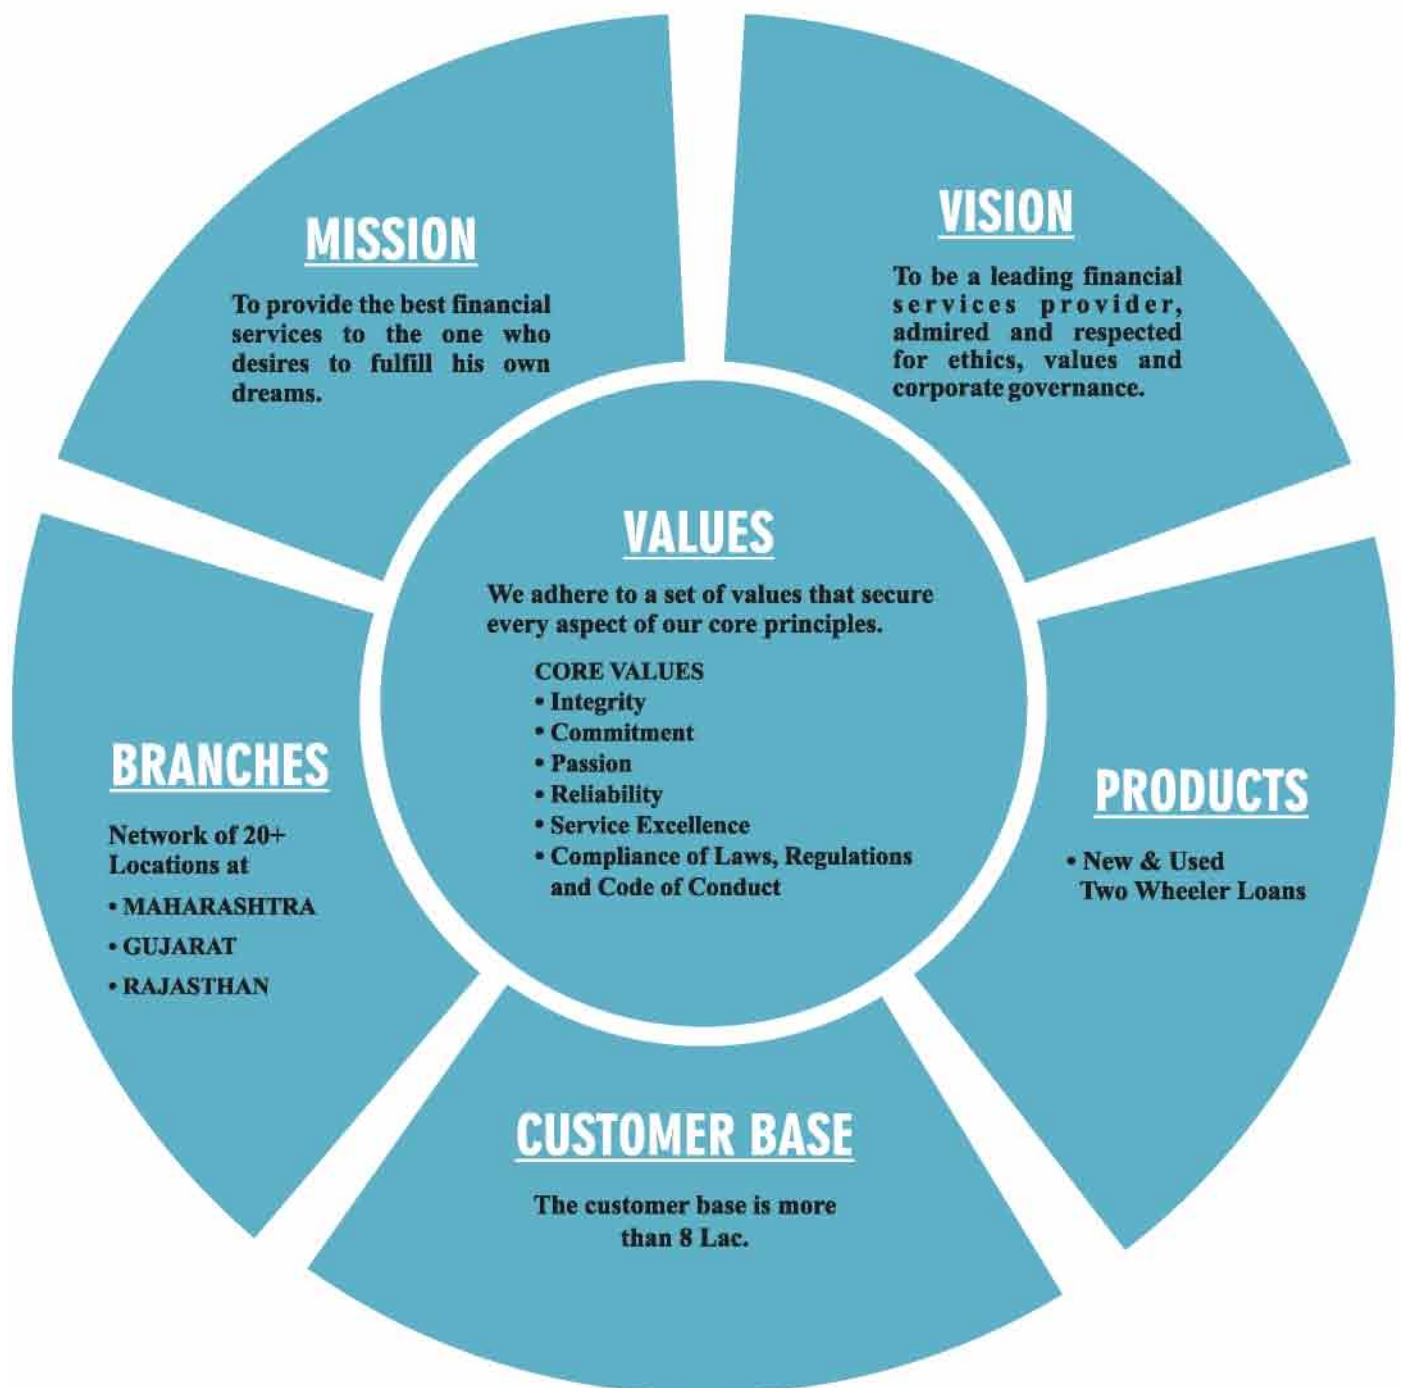 MISSION
To provide the best financial
services to the one who
desires to fulfill his own
dreams.
VISION
To be a leading financial
services provider,
admired and respected
for ethics, values and
corporate governance.
VALUES
We adhere to a set of values that secure
every aspect of our core principles.
CORE VALUES
• Integrity
• Commitment
• Passion
• Reliability
• Service Excellence
• Compliance of Laws, Regulations
and Code of Conduct
BRANCHES
Network of 20+
Locations at
• MAHARASHTRA
• GUJARAT
• RAJASTHAN
PRODUCTS
• New & Used
Two Wheeler Loans
CUSTOMER BASE
The customer base is more
than 8 Lac.